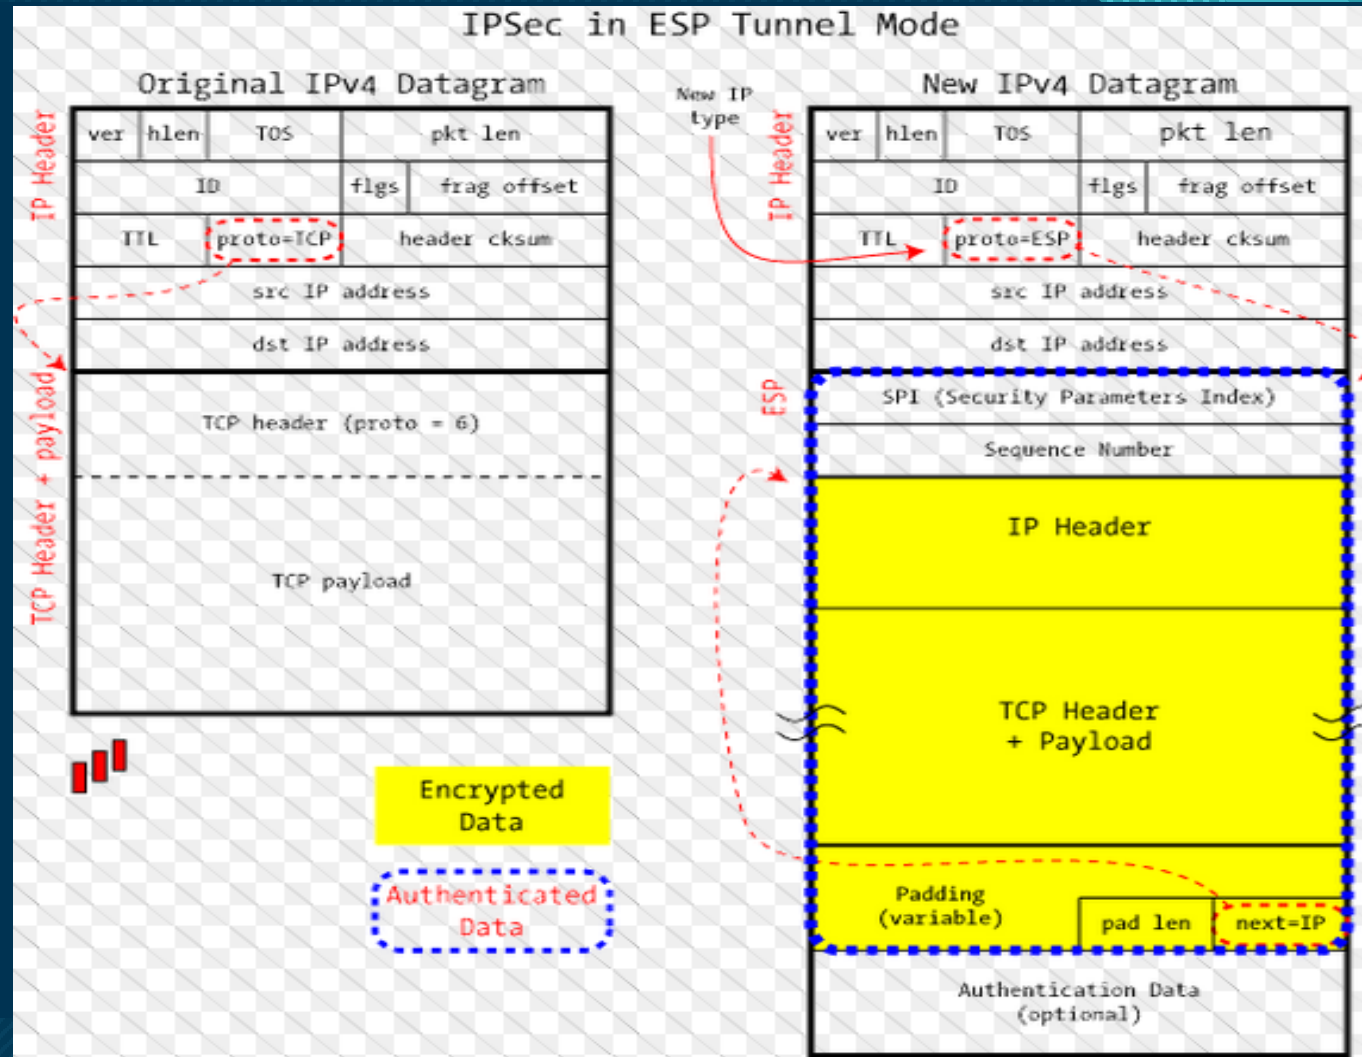 IPSec in ESP Tunnel Mode
Original IPv4 Datagram
IP Header
ver hlen TOS pkt len
ID flgs frag offset
TTL proto=TCP header cksum
src IP address
dst IP address
TCP Header + payload
TCP header (proto = 6)
TCP payload
Encrypted
Data
Authenticated
Data
New IP
type
New IPv4 Datagram
IP Header
ver hlen TOS pkt len
ID flgs frag offset
TTL proto=ESP header cksum
src IP address
dst IP address
ESP
SPI (Security Parameters Index)
Sequence Number
IP Header
TCP Header
+ Payload
Padding
(variable)
pad len next=IP
Authentication Data
(optional)